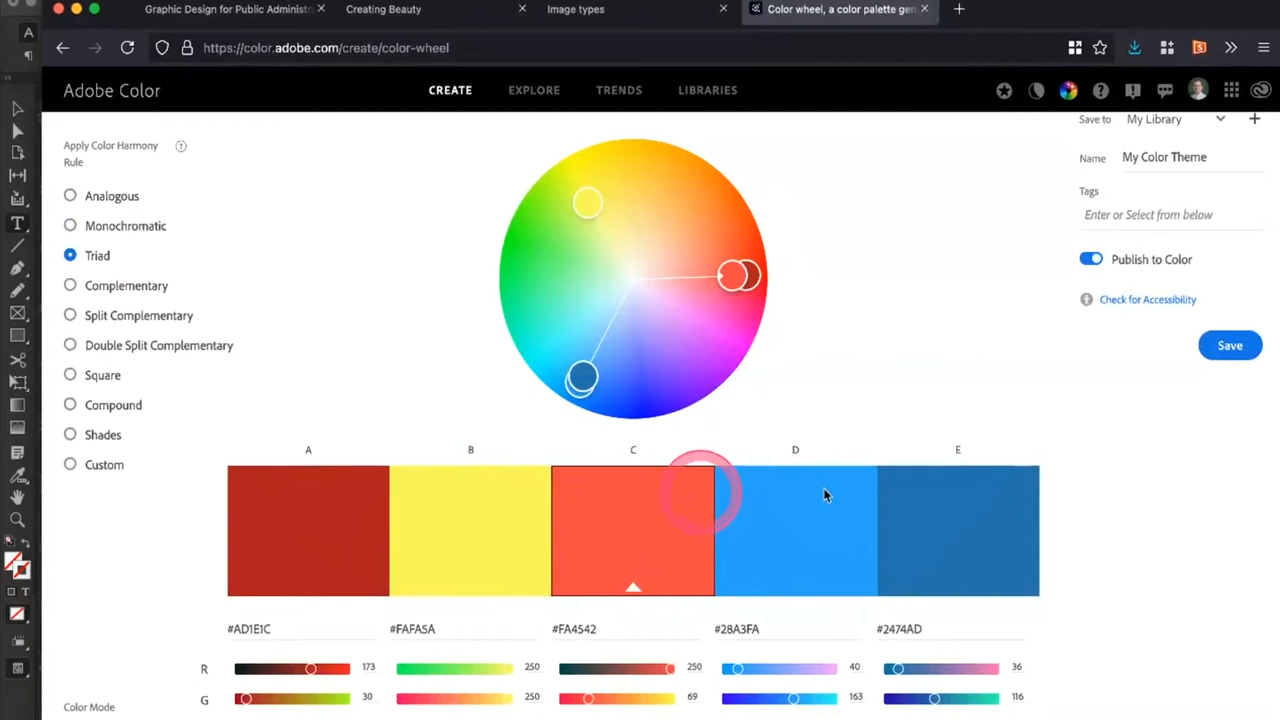 Graphic Design for Public Administr
Creating Beauty
Image types
Color wheel, a color palette gen
https://color.adobe.com/create/color-wheel
Adobe Color
CREATE
EXPLORE
TRENDS
LIBRARIES
Save to
My Library
Apply Color Harmony
Rule
Name
My Color Theme
Tags
Analogous
Enter or Select from below
Monochromatic
Triad
Publish to Color
Complementary
Check for Accessibility
Split Complementary
Double Split Complementary
Save
Square
Compound
Shades
A
B
C
D
E
Custom
#AD1E1C
#FAFA5A
#FA4542
#28A3FA
#2474AD
R
173
250
250
40
36
G
30
250
69
163
116
Color Mode